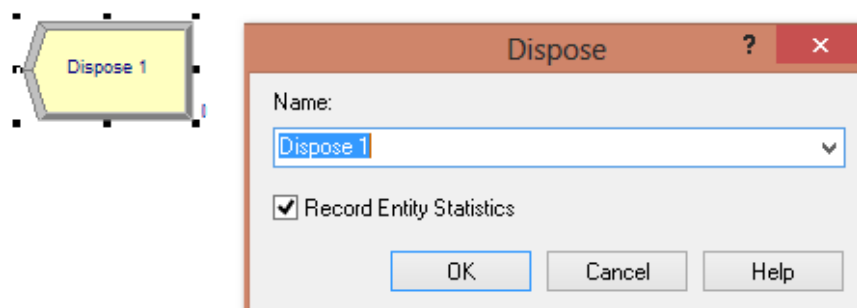 Dispose 1
Dispose
?
×
Name:
Dispose 1
Record Entity Statistics
OK
Cancel
Help